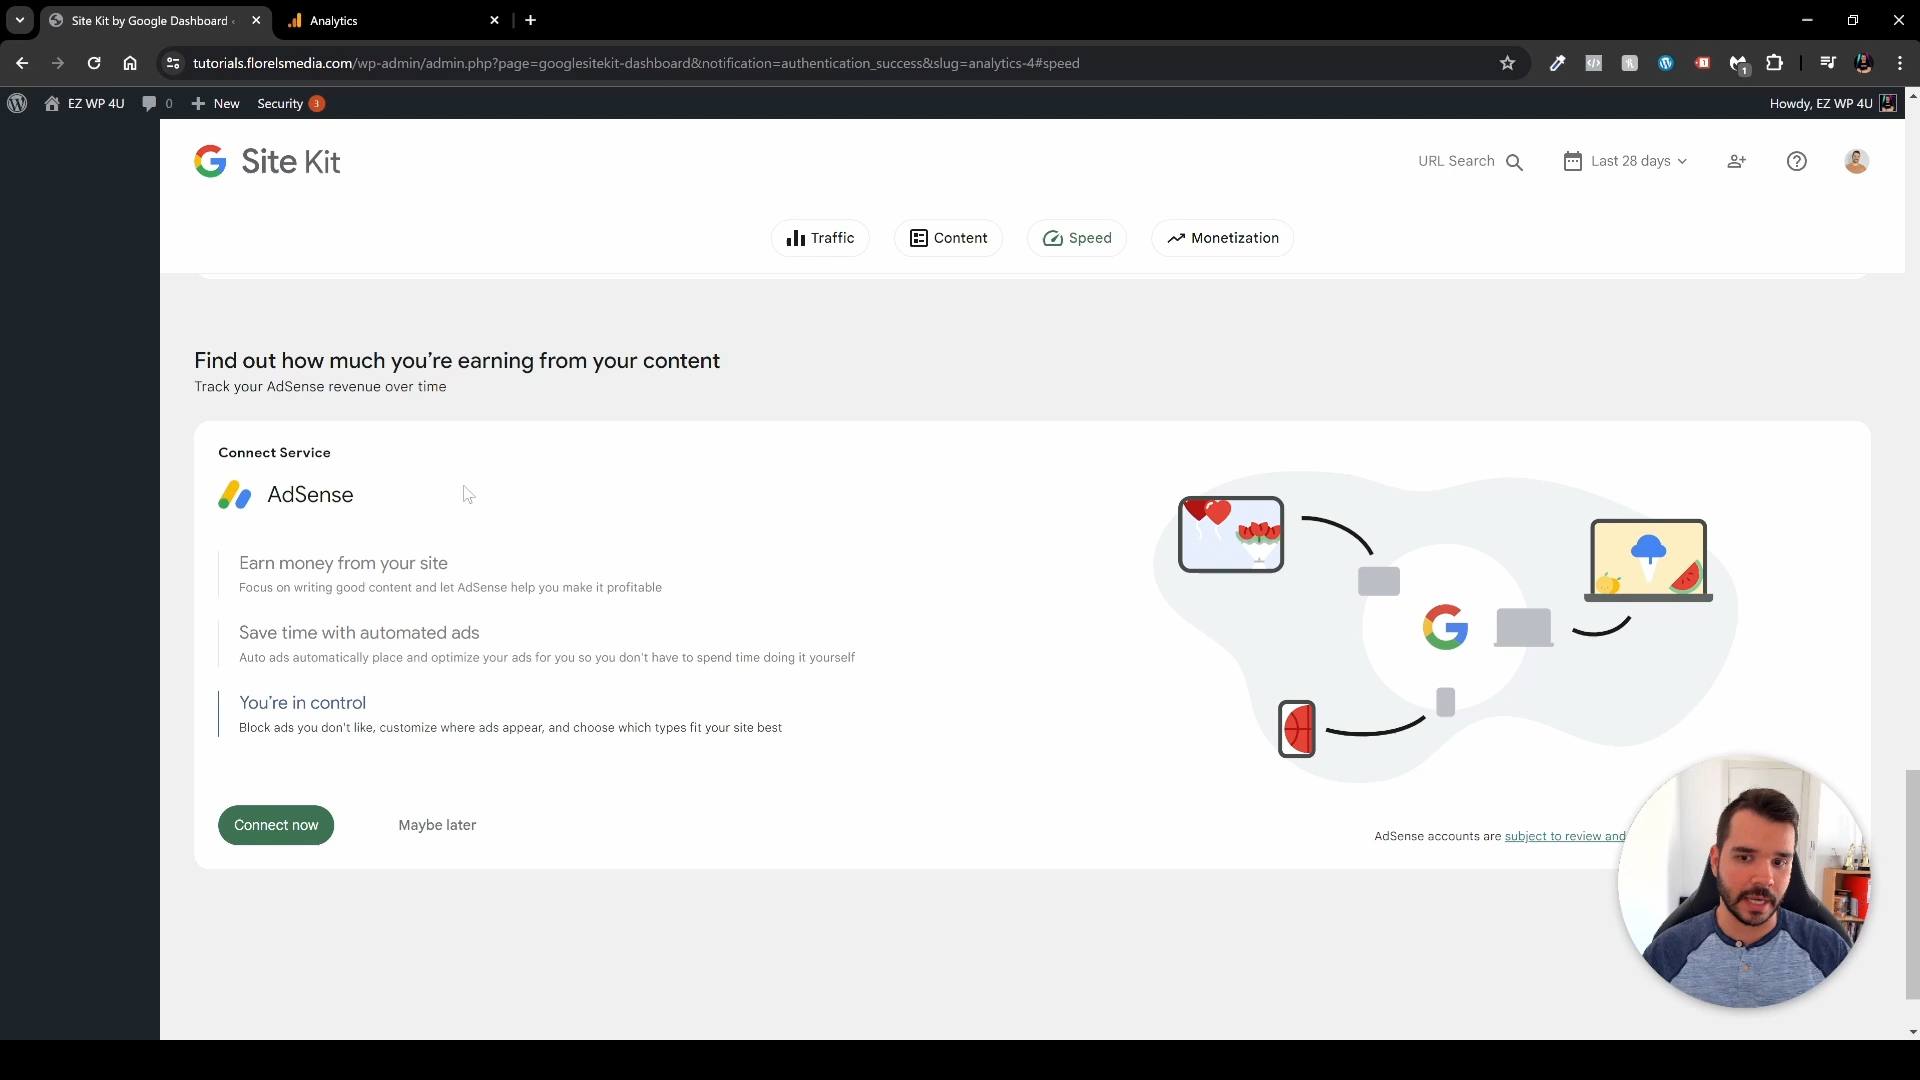 Site Kit by Google Dashboard
Analytics
tutorials.florelsmedia.com/wp-admin/admin.php?page=googlesitekit-dashboard&notification=authentication_success&slug=analytics-4#speed
1
1
EZ WP 4U
0
New
Security
3
Howdy, EZ WP 4U
Site Kit
URL Search
Last 28 days
Traffic
Content
Speed
Monetization
Find out how much you’re earning from your content
Track your AdSense revenue over time
Connect Service
AdSense
Earn money from your site
Focus on writing good content and let AdSense help you make it profitable
Save time with automated ads
Auto ads automatically place and optimize your ads for you so you don't have to spend time doing it yourself
You’re in control
Block ads you don't like, customize where ads appear, and choose which types fit your site best
Connect now
Maybe later
AdSense accounts are subject to review and